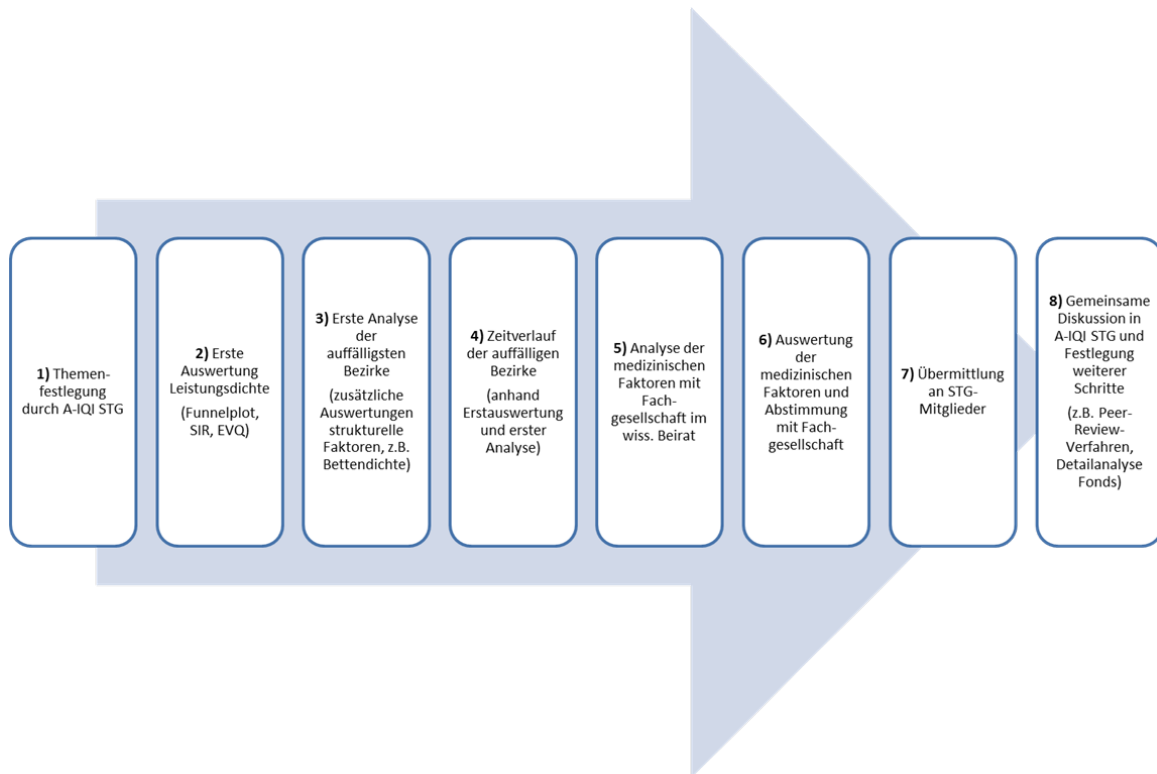 1) Themen-
festlegung
durch A-IQI STG
2) Erste
Auswertung
Leistungsdichte
(Funnelplot,
SIR, EVQ)
3) Erste Analyse
der
auffälligsten
Bezirke
(zusätzliche
Auswertungen
strukturelle
Faktoren, z.B.
Bettendichte)
4) Zeitverlauf
der auffälligen
Bezirke
(anhand
Erstauswertung
und erster
Analyse)
5) Analyse der
medizinischen
Faktoren mit
Fach-
gesellschaft im
wiss. Beirat
6) Auswertung
der
medizinischen
Faktoren und
Abstimmung
mit Fach-
gesellschaft
7) Übermittlung
an STG-
Mitglieder
8) Gemeinsame
Diskussion in
A-IQI STG und
Festlegung
weiterer
Schritte
(z.B. Peer-
Review-
Verfahren,
Detailanalyse
Fonds)